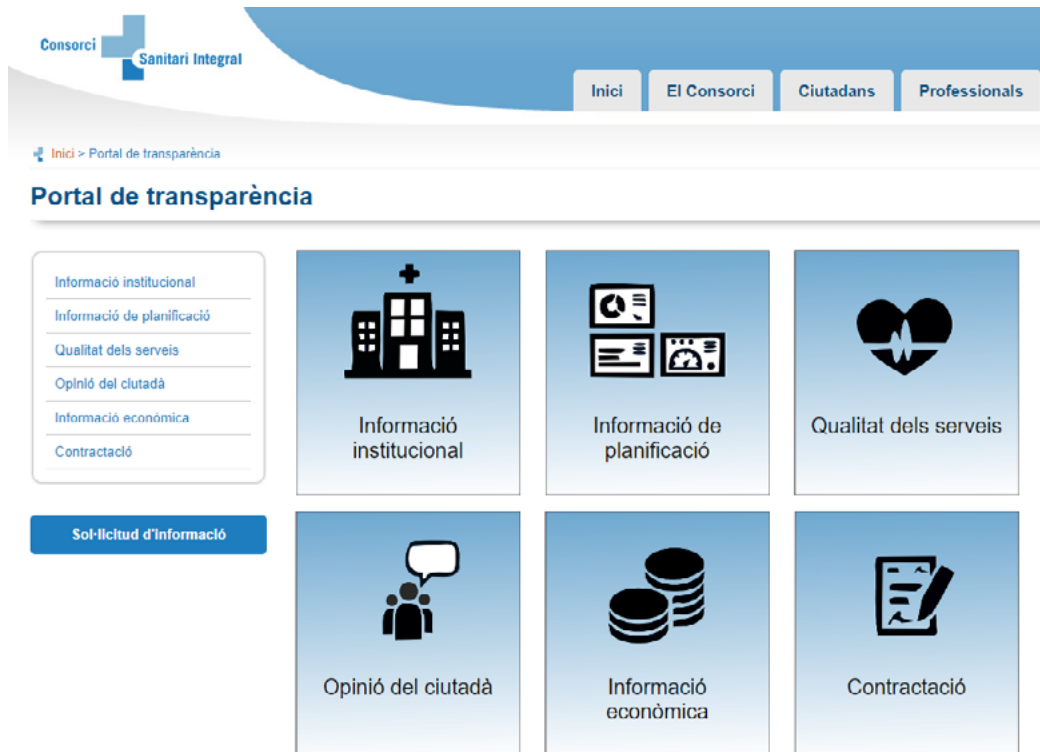 Consorci
Sanitari Integral
Inici
El Consorci
Ciutadans
Professionals
Inici > Portal de transparència
Portal de transparència
Informació institucional
Informació de planificació
Qualitat dels serveis
Opinió del ciutadà
Informació econòmica
Contractació
Sol·licitud d'informació
Informació
institucional
Informació de
planificació
Qualitat dels serveis
Opinió del ciutadà
Informació
econòmica
Contractació